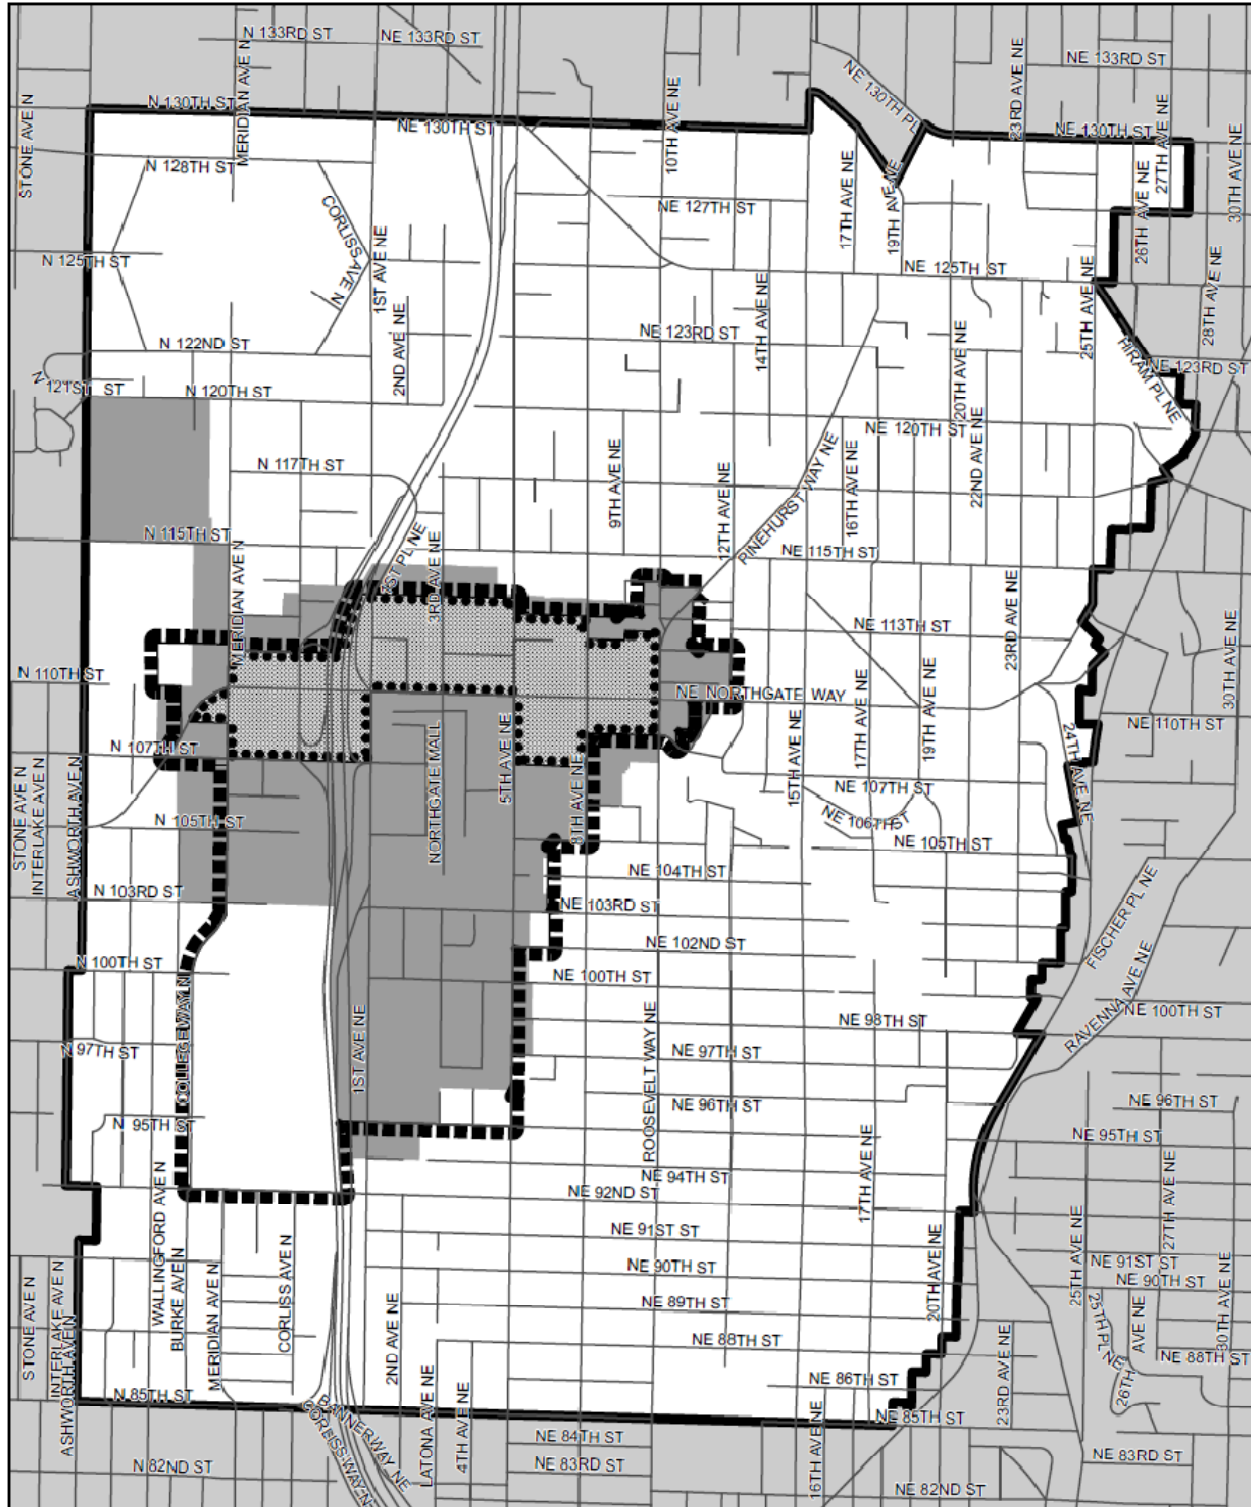 N 133RD ST
NE 133RD ST
NE 133RD ST
NE 130TH PL
23RD AVE NE
10TH AVE NE
MERIDIAN AVE N
STONE AVE N
N 130TH ST
NE 130TH ST
NE 130TH ST
27TH AVE NE
30TH AVE NE
N 128TH ST
CORLISS AVE N
17TH AVE NE
19TH AVE NE
26TH AVE NE
NE 127TH ST
N 125TH ST
1ST AVE NE
NE 125TH ST
14TH AVE NE
25TH AVE NE
28TH AVE NE
2ND AVE NE
NE 123RD ST
NE 123RD ST
HIRAM PL NE
N 122ND ST
20TH AVE NE
N 121ST ST
N 120TH ST
NE 120TH ST
22ND AVE NE
N 117TH ST
9TH AVE NE
12TH AVE NE
PINEHURST WAY NE
16TH AVE NE
N 115TH ST
1ST PL NE
3RD AVE NE
NE 115TH ST
MERIDIAN AVE N
NE 113TH ST
23RD AVE NE
30TH AVE NE
N 110TH ST
NE NORTHGATE WAY
17TH AVE NE
19TH AVE NE
NE 110TH ST
24TH AVE NE
N 107TH ST
NORTHGATE MALL
5TH AVE NE
8TH AVE NE
15TH AVE NE
NE 107TH ST
STONE AVE N
INTERLAKE AVE N
ASHWORTH AVE N
N 105TH ST
NE 106TH ST
NE 105TH ST
N 103RD ST
NE 104TH ST
NE 103RD ST
FISCHER PL NE
N 100TH ST
NE 102ND ST
NE 100TH ST
RAVENNA AVE NE
NE 100TH ST
COLLEGE WAY N
1ST AVE NE
NE 98TH ST
N 97TH ST
NE 97TH ST
ROOSEVELT WAY NE
NE 96TH ST
NE 96TH ST
N 95TH ST
NE 95TH ST
NE 94TH ST
NE 92ND ST
17TH AVE NE
27TH AVE NE
WALLINGFORD AVE N
BURKE AVE N
MERIDIAN AVE N
CORLISS AVE N
NE 91ST ST
NE 90TH ST
20TH AVE NE
25TH AVE NE
NE 91ST ST
NE 90TH ST
NE 89TH ST
STONE AVE N
INTERLAKE AVE N
ASHWORTH AVE N
2ND AVE NE
NE 88TH ST
25TH PL NE
26TH AVE NE
30TH AVE NE
NE 88TH ST
N 85TH ST
NE 86TH ST
23RD AVE NE
BANNER WAY NE
CORLISS WAY N
LATONA AVE NE
4TH AVE NE
16TH AVE NE
NE 85TH ST
NE 84TH ST
NE 83RD ST
NE 83RD ST
N 82ND ST
NE 82ND ST